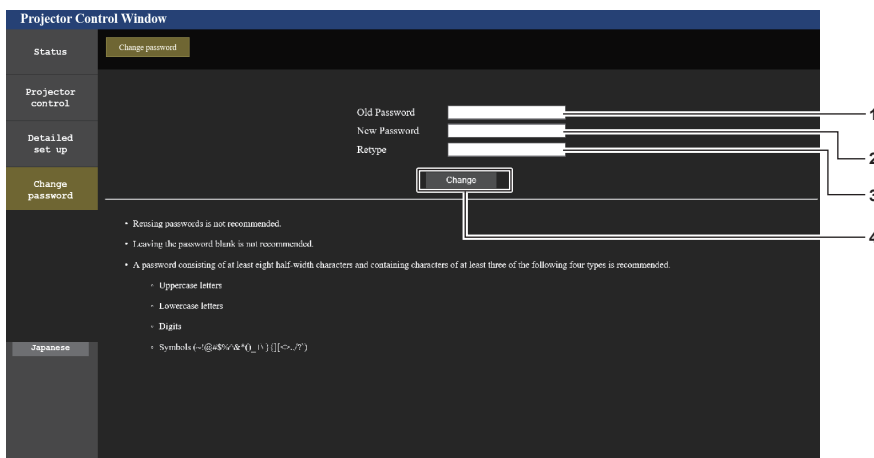 Projector Control Window
Status
Change password
Projector
control
Detailed
set up
Change
password
Japanese
Old Password
New Password
Retype
Change
1
2
3
4
• Reusing passwords is not recommended.
• Leaving the password blank is not recommended.
• A password consisting of at least eight half-width characters and containing characters of at least three of the following four types is recommended.
◦ Uppercase letters
◦ Lowercase letters
◦ Digits
◦ Symbols